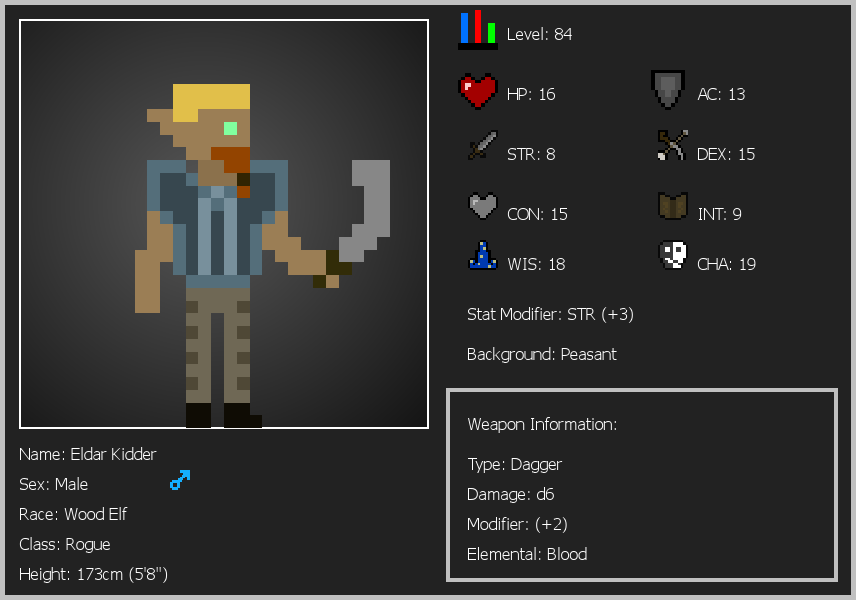 Level: 84
HP: 16
AC: 13
STR: 8
DEX: 15
CON: 15
INT: 9
WIS: 18
CHA: 19
Stat Modifier: STR (+3)
Background: Peasant
Weapon Information:
Type: Dagger
Damage: d6
Modifier: (+2)
Elemental: Blood
Name: Eldar Kidder
Sex: Male
Race: Wood Elf
Class: Rogue
Height: 173cm (5'8")